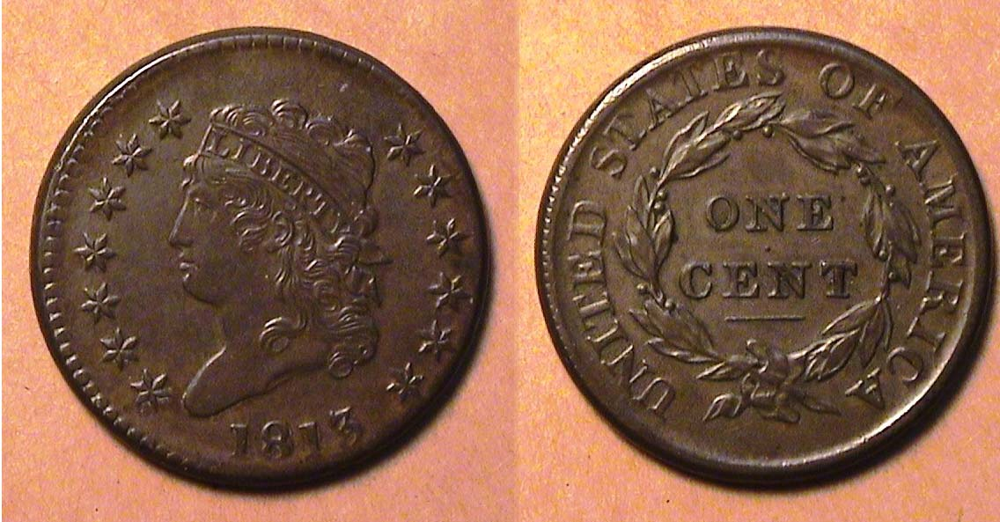 LIBERTY
1813
UNITED STATES OF AMERICA
ONE
CENT